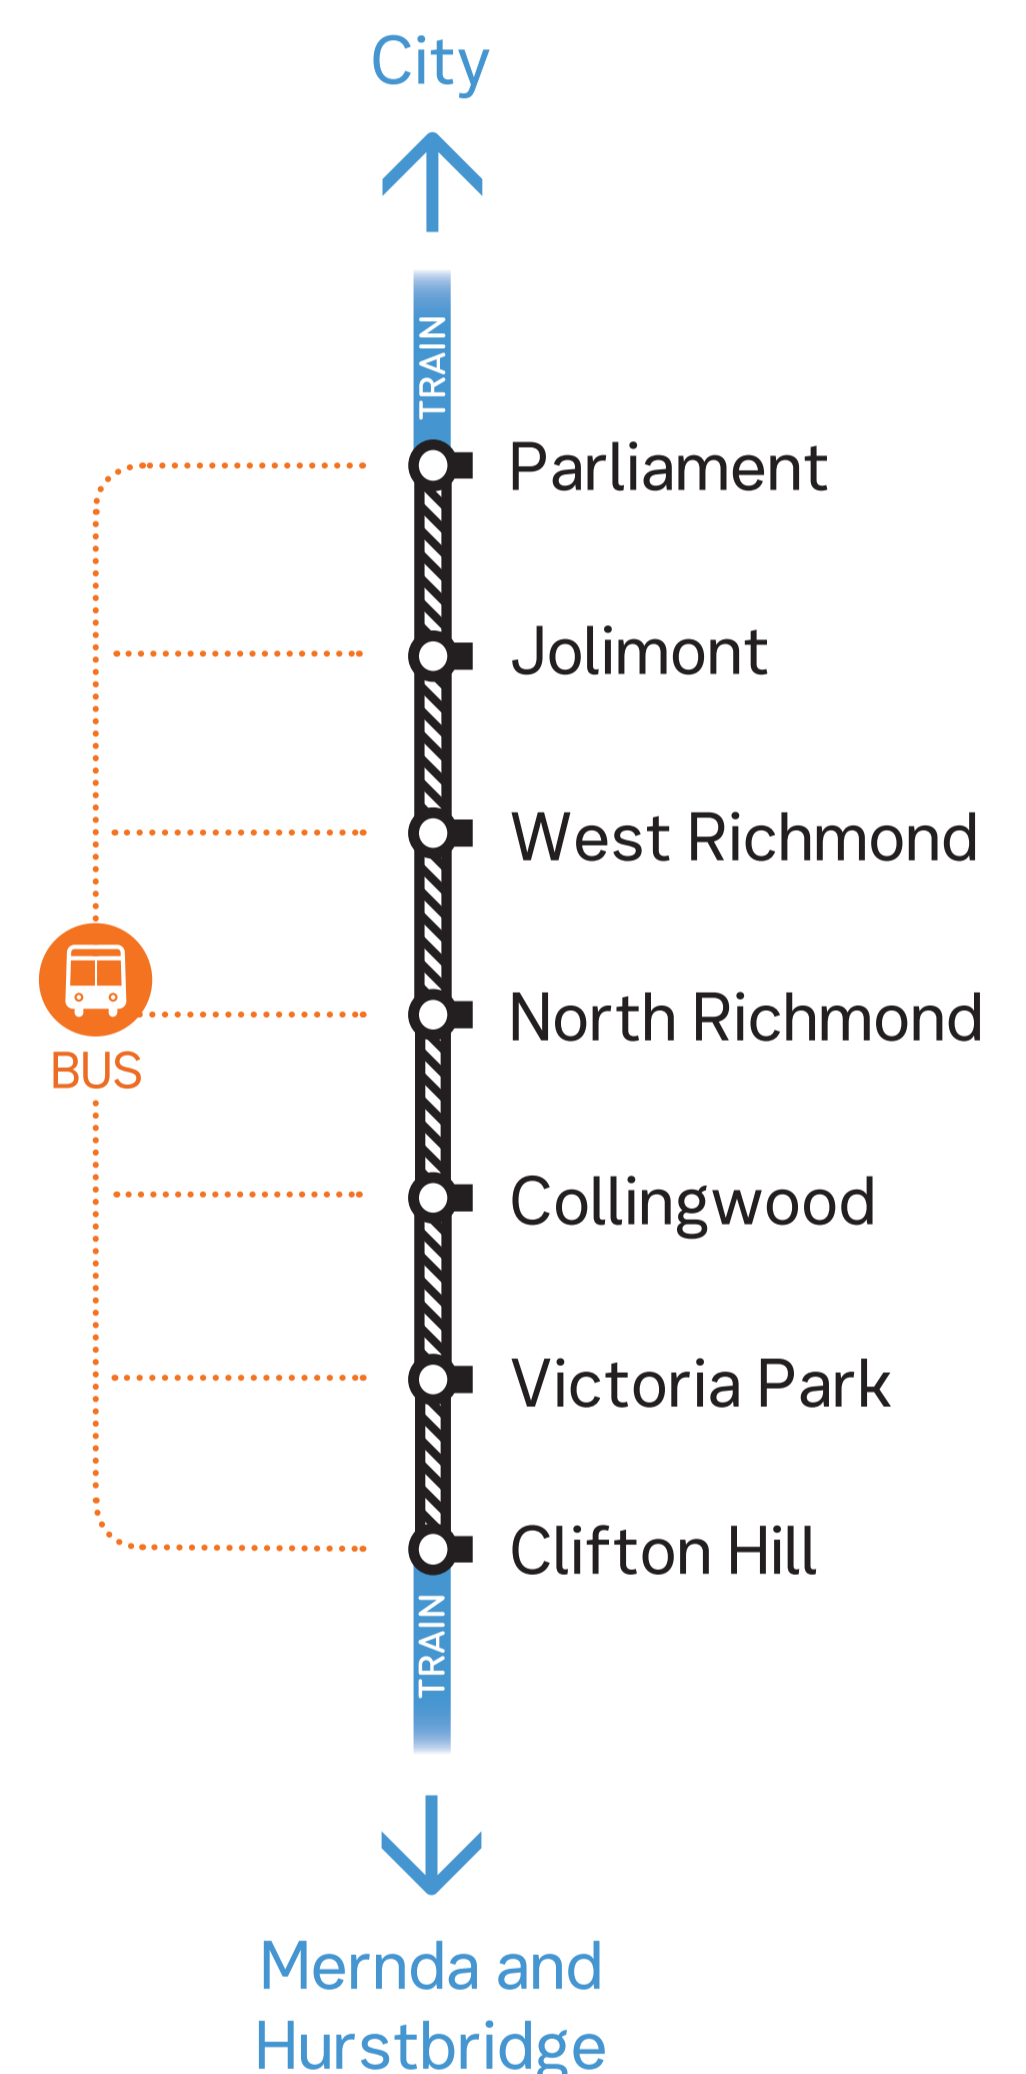 City
TRAIN
Parliament
Jolimont
West Richmond
North Richmond
BUS
Collingwood
Victoria Park
Clifton Hill
TRAIN
Mernda and
Hurstbridge